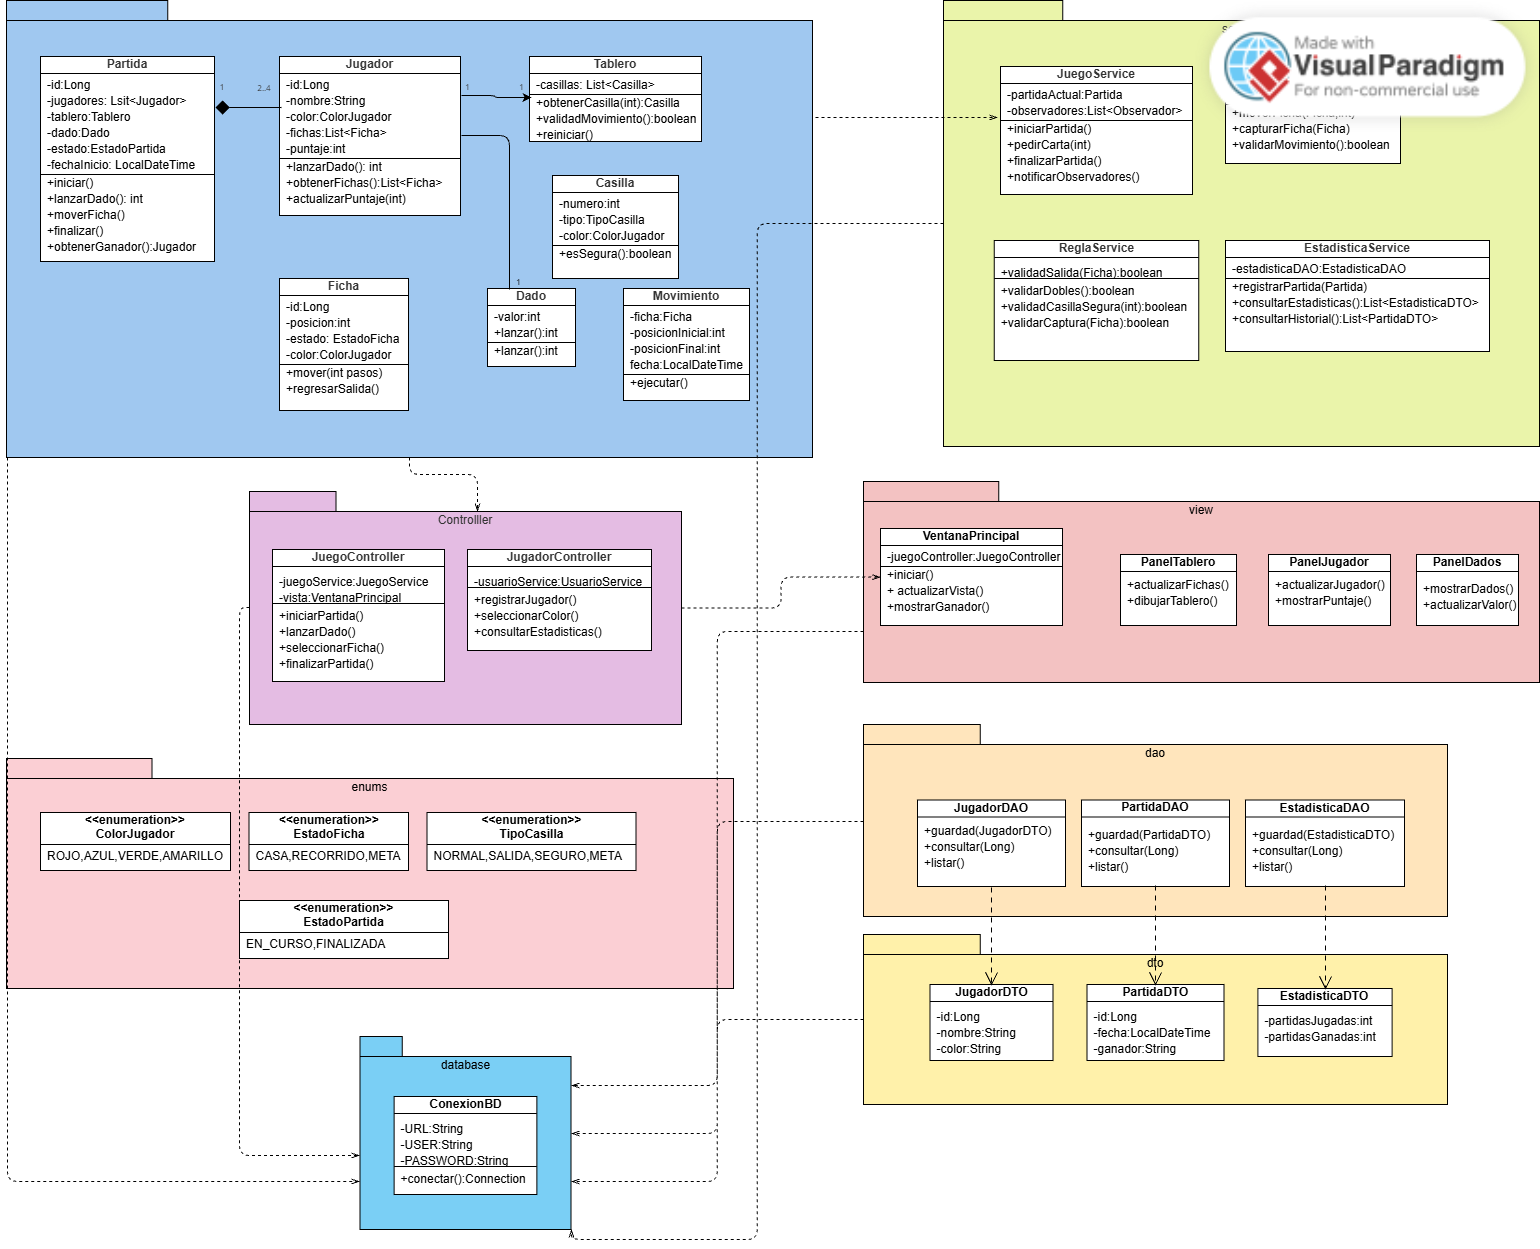 Partida
-id:Long
-jugadores: Lsit<Jugador>
-tablero:Tablero
-dado:Dado
-estado:EstadoPartida
-fechaInicio: LocalDateTime
+iniciar()
+lanzarDado(): int
+moverFicha()
+finalizar()
+obtenerGanador():Jugador
1
2..4
Jugador
-id:Long
-nombre:String
-color:ColorJugador
-fichas:List<Ficha>
-puntaje:int
+lanzarDado(): int
+obtenerFichas():List<Ficha>
+actualizarPuntaje(int)
1
1
Tablero
-casillas: List<Casilla>
+obtenerCasilla(int):Casilla
+validadMovimiento():boolean
+reiniciar()
Casilla
-numero:int
-tipo:TipoCasilla
-color:ColorJugador
+esSegura():boolean
Ficha
-id:Long
-posicion:int
-estado: EstadoFicha
-color:ColorJugador
+mover(int pasos)
+regresarSalida()
1
Dado
-valor:int
+lanzar():int
+lanzar():int
Movimiento
-ficha:Ficha
-posicionInicial:int
-posicionFinal:int
fecha:LocalDateTime
+ejecutar()
JuegoService
-partidaActual:Partida
-observadores:List<Observador>
+iniciarPartida()
+pedirCarta(int)
+finalizarPartida()
+notificarObservadores()
Made with
VisualParadigm
For non-commercial use
+capturarFicha(Ficha)
+validarMovimiento():boolean
ReglaService
+validadSalida(Ficha):boolean
+validarDobles():boolean
+validadCasillaSegura(int):boolean
+validarCaptura(Ficha):boolean
EstadisticaService
-estadisticaDAO:EstadisticaDAO
+registrarPartida(Partida)
+consultarEstadisticas():List<EstadisticaDTO>
+consultarHistorial():List<PartidaDTO>
Controlller
JuegoController
-juegoService:JuegoService
-vista:VentanaPrincipal
+iniciarPartida()
+lanzarDado()
+seleccionarFicha()
+finalizarPartida()
JugadorController
-usuarioService:UsuarioService
+registrarJugador()
+seleccionarColor()
+consultarEstadisticas()
view
VentanaPrincipal
-juegoController:JuegoController
+iniciar()
+ actualizarVista()
+mostrarGanador()
PanelTablero
+actualizarFichas()
+dibujarTablero()
PanelJugador
+actualizarJugador()
+mostrarPuntaje()
PanelDados
+mostrarDados()
+actualizarValor()
enums
<<enumeration>>
ColorJugador
ROJO,AZUL,VERDE,AMARILLO
<<enumeration>>
EstadoFicha
CASA,RECORRIDO,META
<<enumeration>>
TipoCasilla
NORMAL,SALIDA,SEGURO,META
<<enumeration>>
EstadoPartida
EN_CURSO,FINALIZADA
dao
JugadorDAO
+guardad(JugadorDTO)
+consultar(Long)
+listar()
PartidaDAO
+guardad(PartidaDTO)
+consultar(Long)
+listar()
EstadisticaDAO
+guardad(EstadisticaDTO)
+consultar(Long)
+listar()
dto
JugadorDTO
-id:Long
-nombre:String
-color:String
PartidaDTO
-id:Long
-fecha:LocalDateTime
-ganador:String
EstadisticaDTO
-partidasJugadas:int
-partidasGanadas:int
database
ConexionBD
-URL:String
-USER:String
-PASSWORD:String
+conectar():Connection